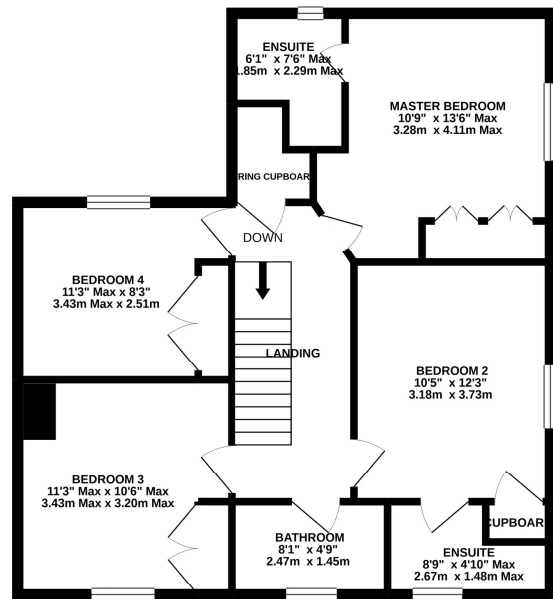 ENSUITE
6'1" x 7'6" Max
1.85m x 2.29m Max
MASTER BEDROOM
10'9" x 13'6" Max
3.28m x 4.11m Max
RING CUPBOAR
DOWN
BEDROOM 4
11'3" Max x 8'3"
3.43m Max x 2.51m
LANDING
BEDROOM 2
10'5" x 12'3"
3.18m x 3.73m
BEDROOM 3
11'3" Max x 10'6" Max
3.43m Max x 3.20m Max
BATHROOM
8'1" x 4'9"
2.47m x 1.45m
CUPBOAR
ENSUITE
8'9" x 4'10" Max
2.67m x 1.48m Max